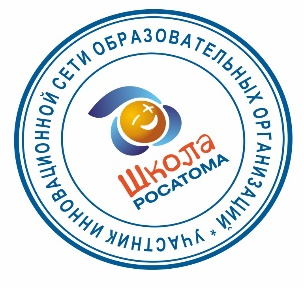 УЧАСТНИК ИННОВАЦИОННОЙ СЕТИ ОБРАЗОВАТЕЛЬНЫХ ОРГАНИЗАЦИЙ *
Школа
РОСАТОМА